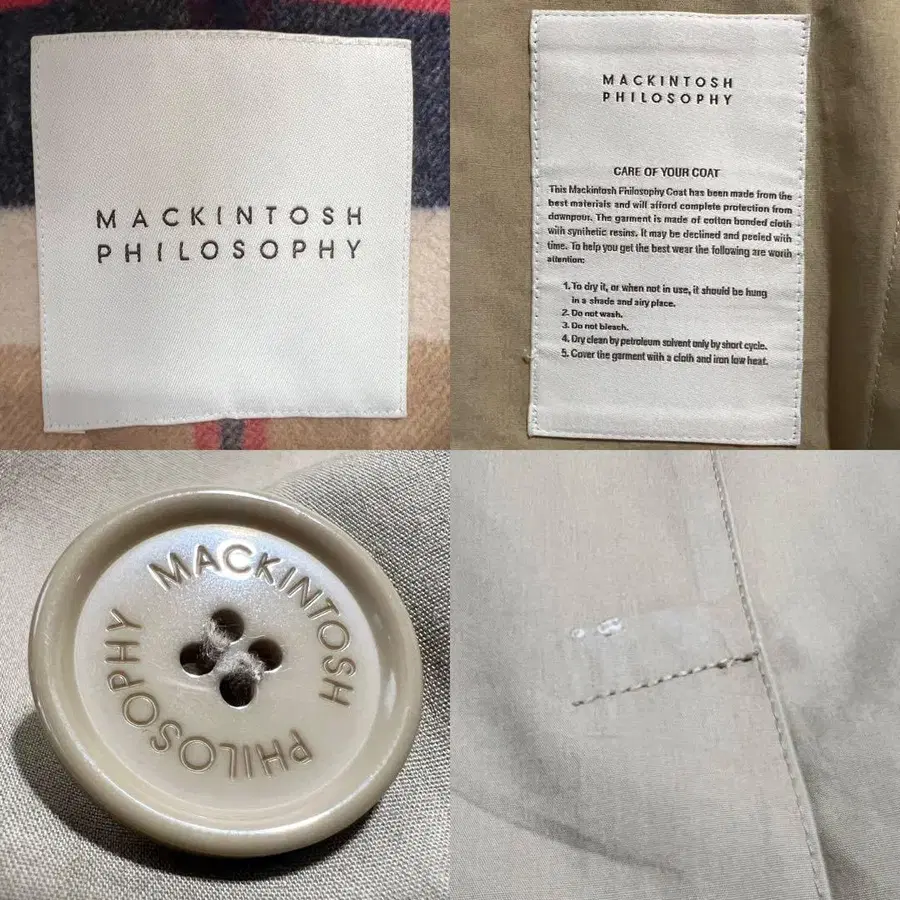 MACKINTOSH
PHILOSOPHY
MACKINTOSH
PHILOSOPHY
CARE OF YOUR COAT
This Mackintosh Philosophy Coat has been made from the
best materials and will afford complete protection from
downpour. The garment is made of cotton bonded cloth
with synthetic resins. It may be declined and peeled with
time. To help you get the best wear the following are worth
attention:
1. To dry it, or when not in use, it should be hung
in a shade and airy place.
2. Do not wash.
3. Do not bleach.
4. Dry clean by petroleum solvent only by short cycle.
5. Cover the garment with a cloth and iron low heat.
MACKINTOSH PHILOSOPHY